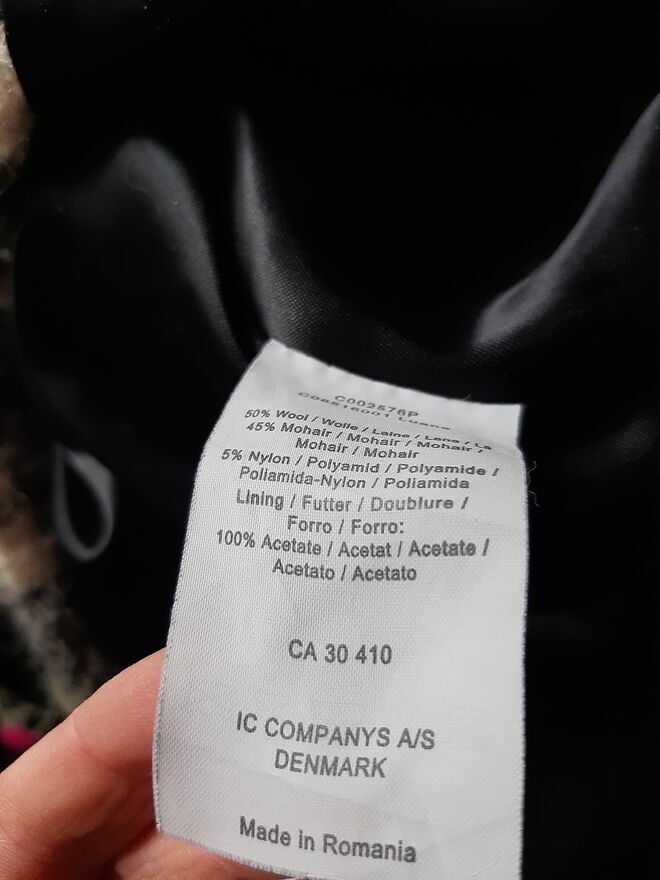 C002576P
50% Wool / Wolle / Laine / Lana / La
45% Mohair / Mohair / Mohair /
Mohair / Mohair
5% Nylon / Polyamid / Polyamide /
Poliamida-Nylon / Poliamida
Lining / Futter / Doublure /
Forro / Forro:
100% Acetate / Acetat / Acetate /
Acetato / Acetato
CA 30 410
IC COMPANYS A/S
DENMARK
Made in Romania